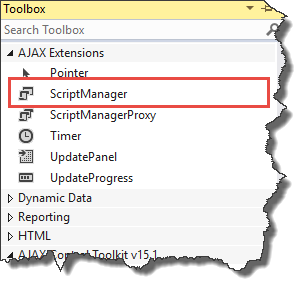 Toolbox
Search Toolbox
AJAX Extensions
Pointer
ScriptManager
ScriptManagerProxy
Timer
UpdatePanel
UpdateProgress
Dynamic Data
Reporting
HTML
AJAX Control Toolkit v15.1